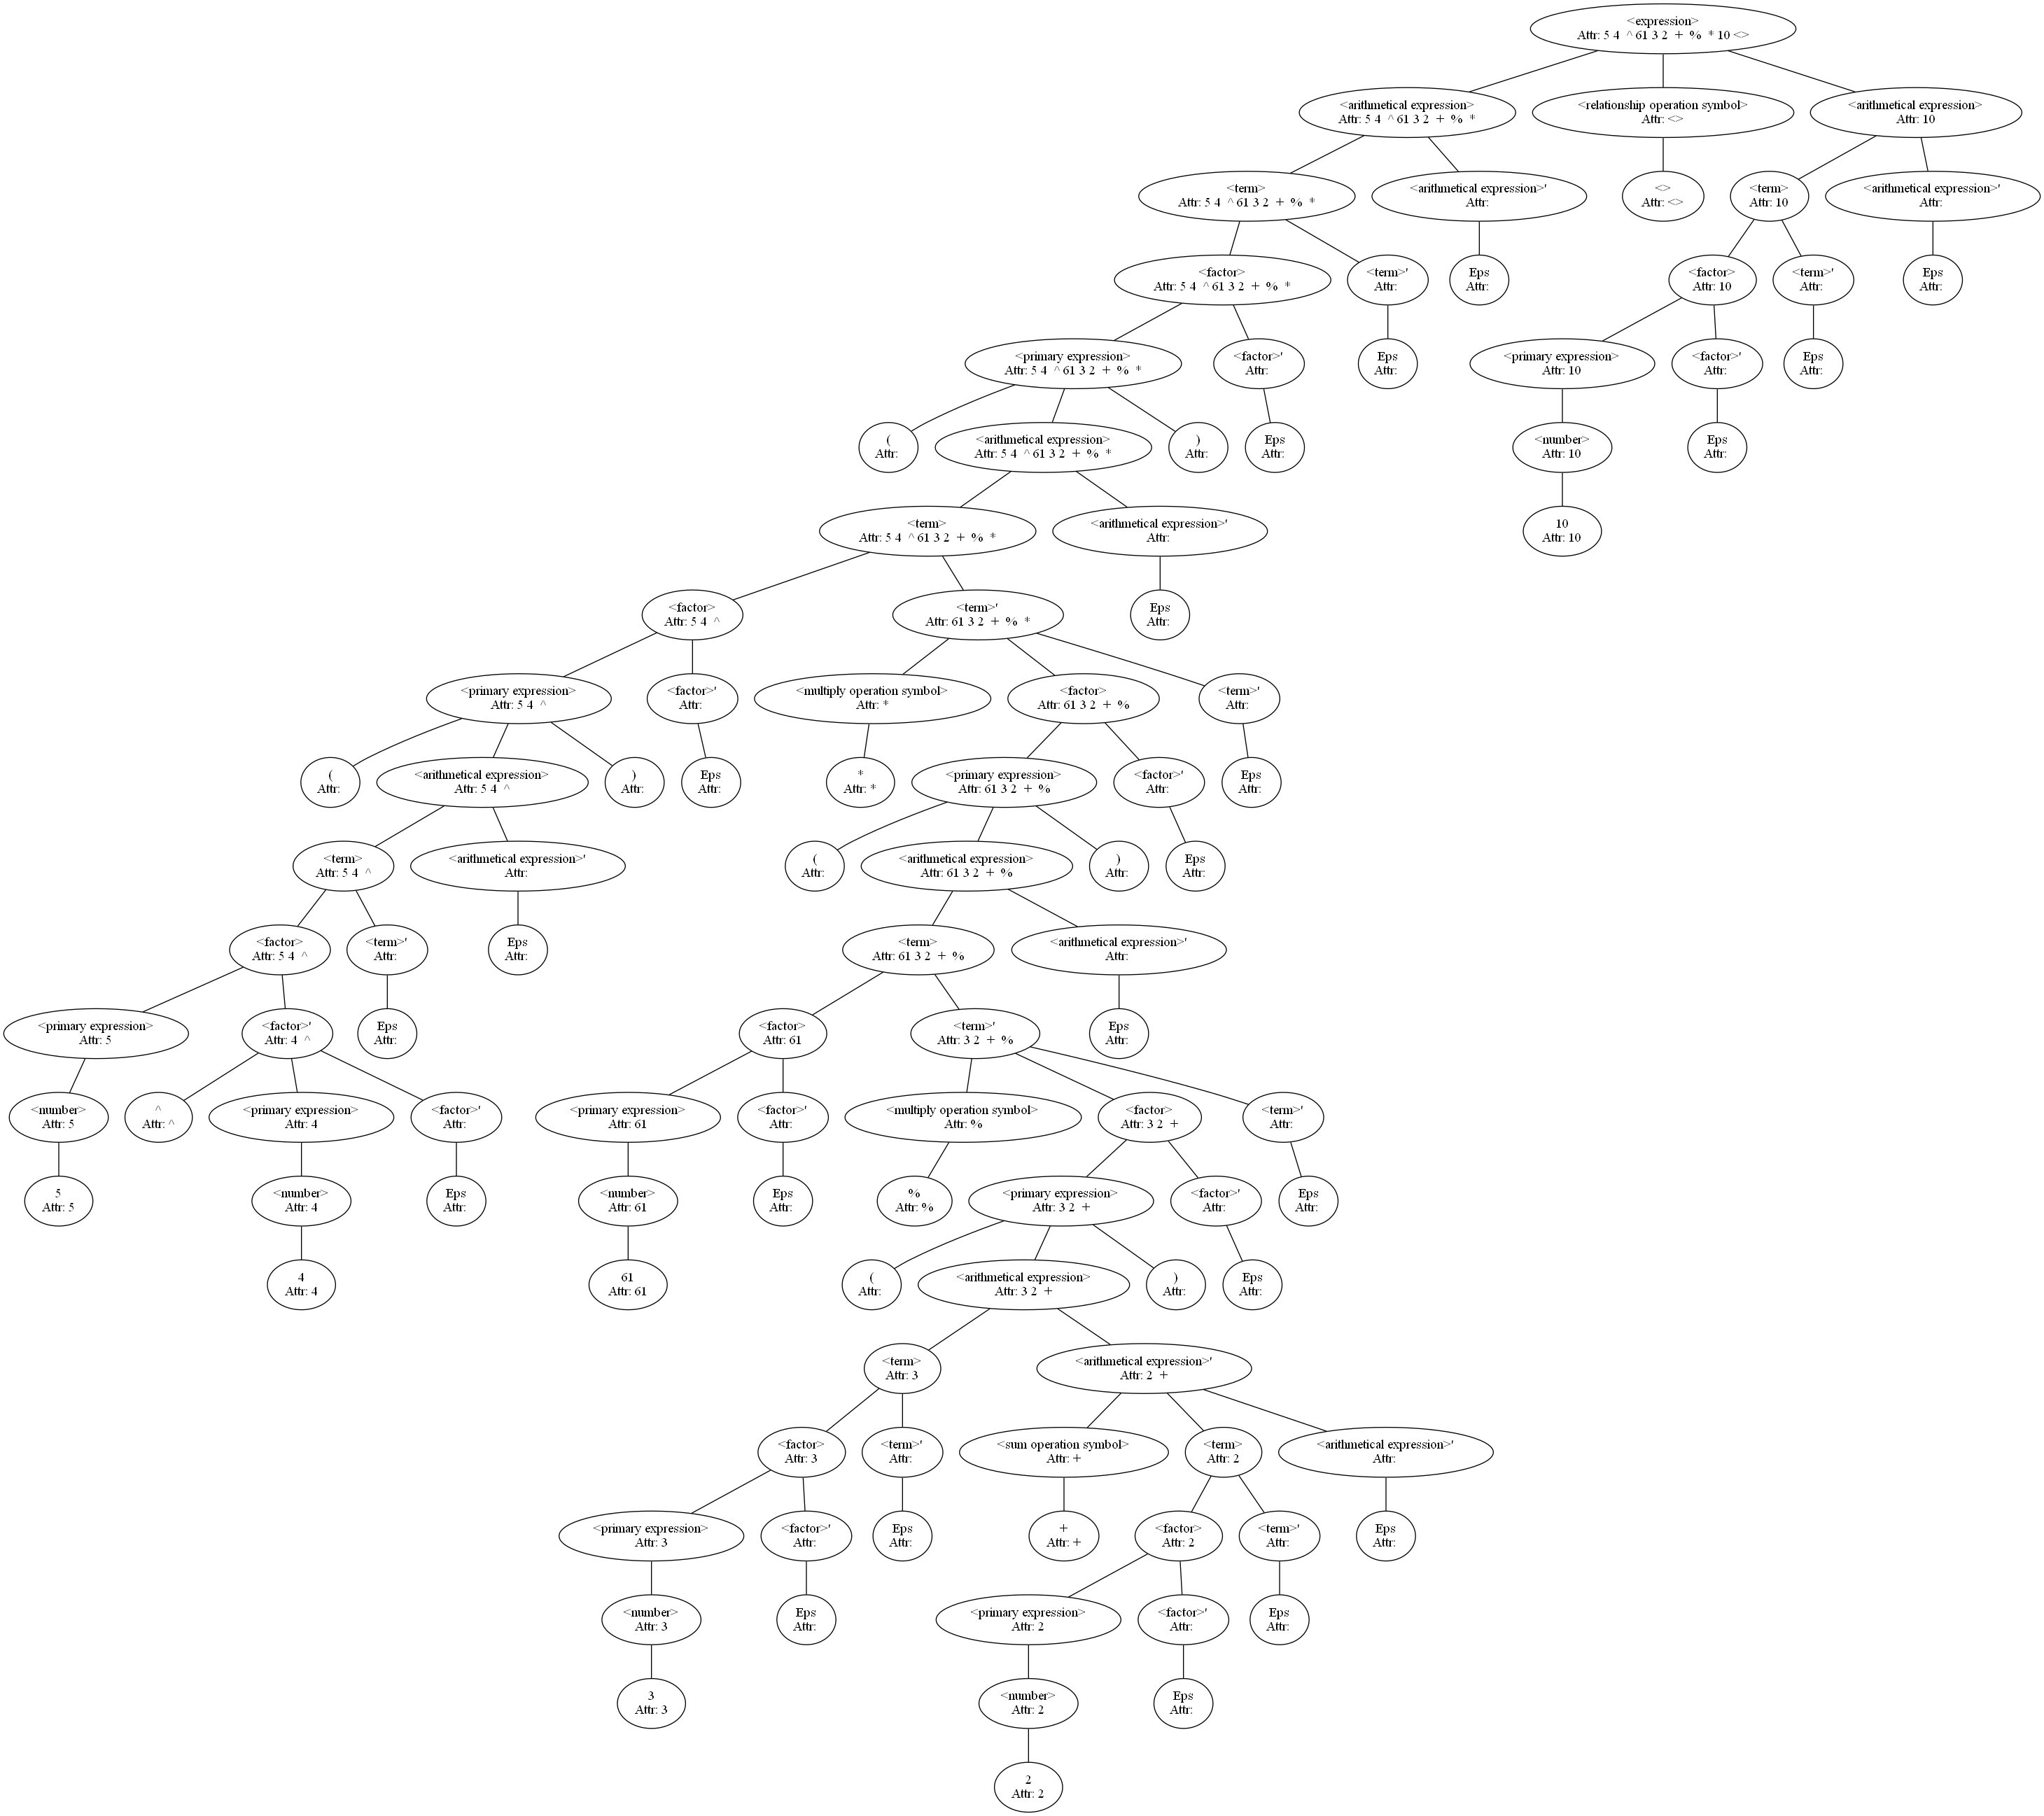 <expression>
Attr: 5 4 ^ 61 3 2 + % * 10 <>
<arithmetical expression>
Attr: 5 4 ^ 61 3 2 + % *
<relationship operation symbol>
Attr: <>
<arithmetical expression>
Attr: 10
<term>
Attr: 5 4 ^ 61 3 2 + % *
<arithmetical expression>'
Attr:
<>
Attr: <>
<term>
Attr: 10
<arithmetical expression>'
Attr:
<factor>
Attr: 5 4 ^ 61 3 2 + % *
<term>'
Attr:
Eps
Attr:
<factor>
Attr: 10
<term>'
Attr:
Eps
Attr:
<primary expression>
Attr: 5 4 ^ 61 3 2 + % *
<factor>'
Attr:
Eps
Attr:
<primary expression>
Attr: 10
<factor>'
Attr:
Eps
Attr:
(
Attr:
<arithmetical expression>
Attr: 5 4 ^ 61 3 2 + % *
)
Attr:
Eps
Attr:
<number>
Attr: 10
Eps
Attr:
<term>
Attr: 5 4 ^ 61 3 2 + % *
<arithmetical expression>'
Attr:
10
Attr: 10
<factor>
Attr: 5 4 ^
<term>'
Attr: 61 3 2 + % *
Eps
Attr:
<primary expression>
Attr: 5 4 ^
<factor>'
Attr:
<multiply operation symbol>
Attr: *
<factor>
Attr: 61 3 2 + %
<term>'
Attr:
(
Attr:
<arithmetical expression>
Attr: 5 4 ^
)
Attr:
Eps
Attr:
*
Attr: *
<primary expression>
Attr: 61 3 2 + %
<factor>'
Attr:
Eps
Attr:
<term>
Attr: 5 4 ^
<arithmetical expression>'
Attr:
(
Attr:
<arithmetical expression>
Attr: 61 3 2 + %
)
Attr:
Eps
Attr:
<factor>
Attr: 5 4 ^
<term>'
Attr:
Eps
Attr:
<term>
Attr: 61 3 2 + %
<arithmetical expression>'
Attr:
<primary expression>
Attr: 5
<factor>'
Attr: 4 ^
Eps
Attr:
<factor>
Attr: 61
<term>'
Attr: 3 2 + %
Eps
Attr:
<number>
Attr: 5
^
Attr: ^
<primary expression>
Attr: 4
<factor>'
Attr:
<primary expression>
Attr: 61
<factor>'
Attr:
<multiply operation symbol>
Attr: %
<factor>
Attr: 3 2 +
<term>'
Attr:
5
Attr: 5
<number>
Attr: 4
Eps
Attr:
<number>
Attr: 61
Eps
Attr:
%
Attr: %
<primary expression>
Attr: 3 2 +
<factor>'
Attr:
Eps
Attr:
4
Attr: 4
61
Attr: 61
(
Attr:
<arithmetical expression>
Attr: 3 2 +
)
Attr:
Eps
Attr:
<term>
Attr: 3
<arithmetical expression>'
Attr: 2 +
<factor>
Attr: 3
<term>'
Attr:
<sum operation symbol>
Attr: +
<term>
Attr: 2
<arithmetical expression>'
Attr:
<primary expression>
Attr: 3
<factor>'
Attr:
Eps
Attr:
+
Attr: +
<factor>
Attr: 2
<term>'
Attr:
Eps
Attr:
<number>
Attr: 3
Eps
Attr:
<primary expression>
Attr: 2
<factor>'
Attr:
Eps
Attr:
3
Attr: 3
<number>
Attr: 2
Eps
Attr:
2
Attr: 2